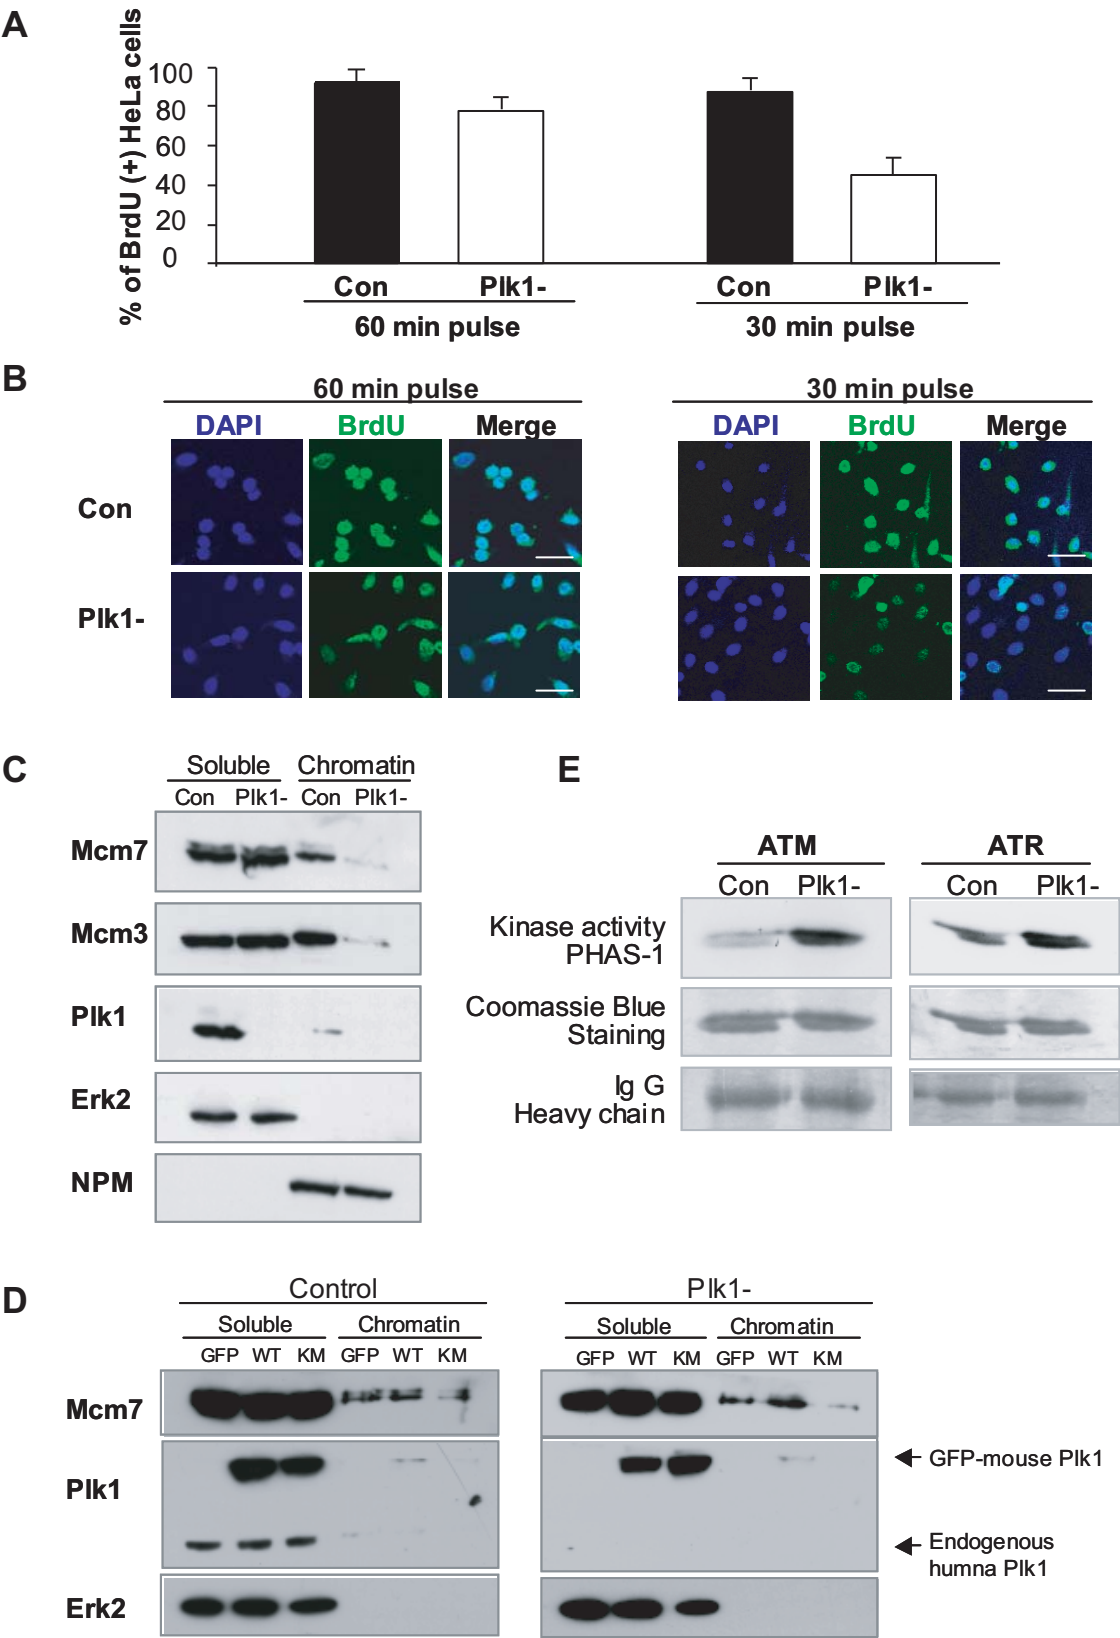 A
% of BrdU (+) HeLa cells
100
80
60
40
20
0
Con Plk1- Con Plk1-
60 min pulse 30 min pulse
B
60 min pulse 30 min pulse
DAPI BrdU Merge DAPI BrdU Merge
Con
Plk1-
C
Soluble Chromatin
Con Plk1- Con Plk1-
Mcm7
Mcm3
Plk1
Erk2
NPM
E
ATM ATR
Con Plk1- Con Plk1-
Kinase activity
PHAS-1
Coomassie Blue
Staining
Ig G
Heavy chain
D
Control Plk1-
Soluble Chromatin Soluble Chromatin
GFP WT KM GFP WT KM GFP WT KM GFP WT KM
Mcm7
Plk1
GFP-mouse Plk1
Endogenous
humna Plk1
Erk2